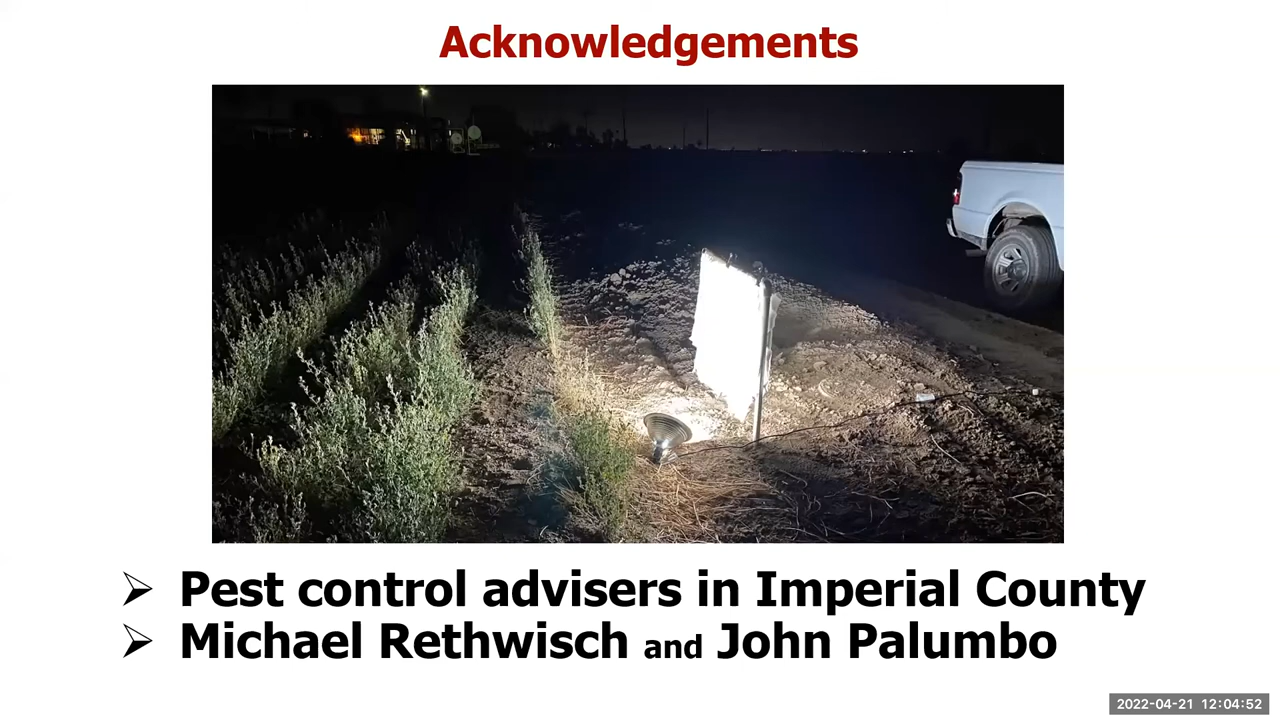 Acknowledgements
➢ Pest control advisers in Imperial County
➢ Michael Rethwisch and John Palumbo
2022-04-21 12:04:52